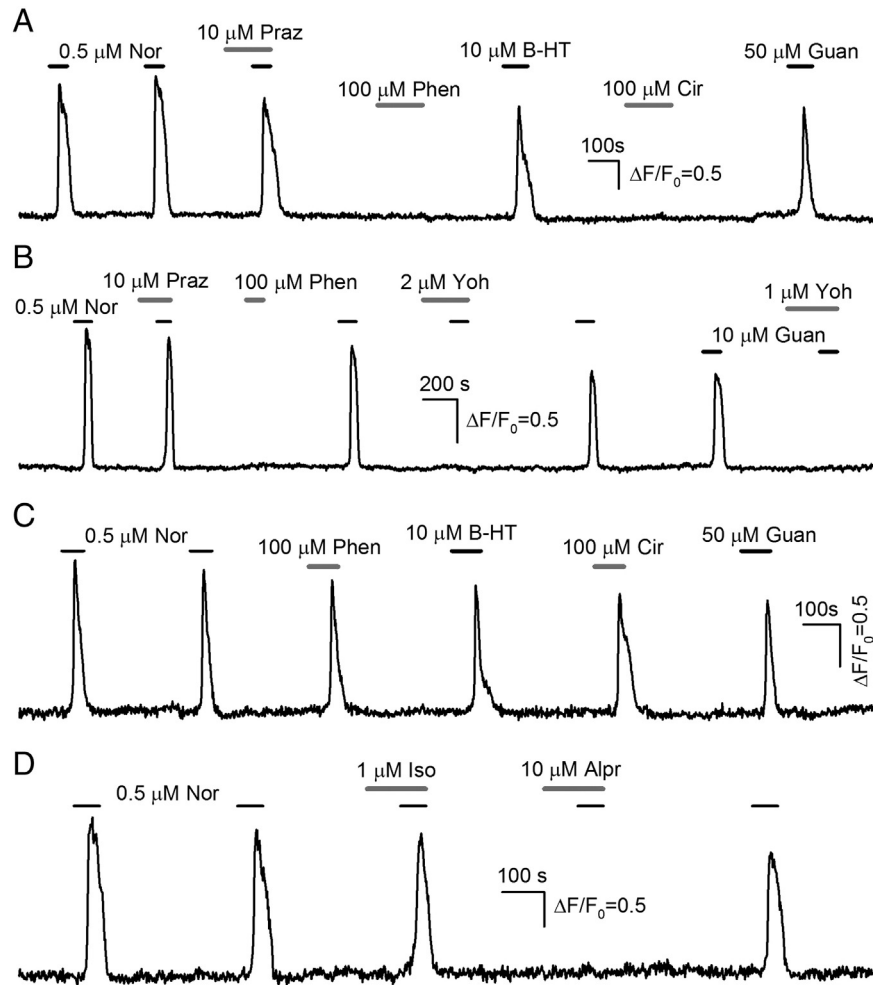 A
10 μM Praz
0.5 μM Nor
10 μM B-HT
50 μM Guan
100 μM Phen
100 μM Cir
100s
ΔF/F₀=0.5
B
10 μM Praz
100 μM Phen
2 μM Yoh
1 μM Yoh
0.5 μM Nor
10 μM Guan
200 s
ΔF/F₀=0.5
C
0.5 μM Nor
10 μM B-HT
50 μM Guan
100 μM Phen
100 μM Cir
100s
ΔF/F₀=0.5
D
1 μM Iso
10 μM Alpr
0.5 μM Nor
100 s
ΔF/F₀=0.5